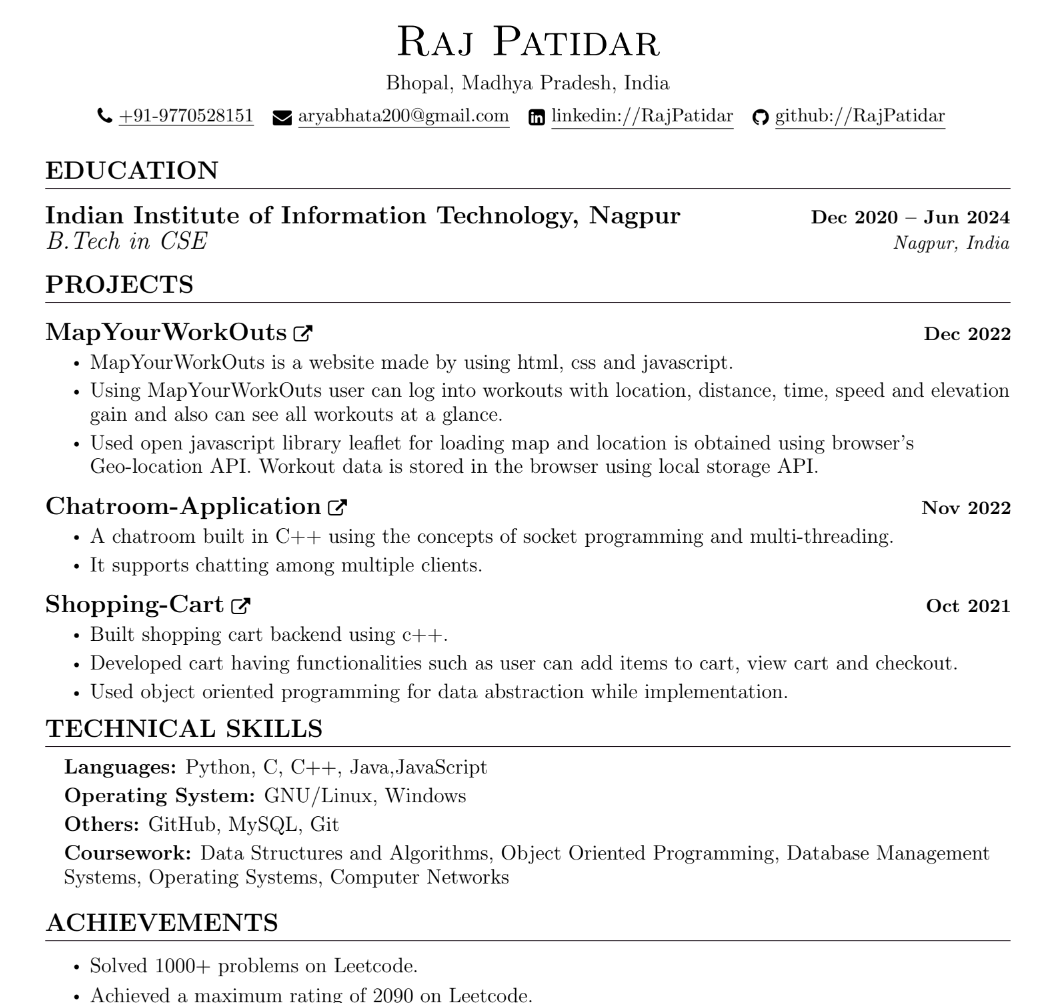 Raj Patidar
Bhopal, Madhya Pradesh, India
+91-9770528151 aryabhata200@gmail.com linkedin://RajPatidar github://RajPatidar
EDUCATION
Indian Institute of Information Technology, Nagpur Dec 2020 – Jun 2024
B.Tech in CSE Nagpur, India
PROJECTS
MapYourWorkOuts Dec 2022
• MapYourWorkOuts is a website made by using html, css and javascript.
• Using MapYourWorkOuts user can log into workouts with location, distance, time, speed and elevation
gain and also can see all workouts at a glance.
• Used open javascript library leaflet for loading map and location is obtained using browser's
Geo-location API. Workout data is stored in the browser using local storage API.
Chatroom-Application Nov 2022
• A chatroom built in C++ using the concepts of socket programming and multi-threading.
• It supports chatting among multiple clients.
Shopping-Cart Oct 2021
• Built shopping cart backend using c++.
• Developed cart having functionalities such as user can add items to cart, view cart and checkout.
• Used object oriented programming for data abstraction while implementation.
TECHNICAL SKILLS
Languages: Python, C, C++, Java,JavaScript
Operating System: GNU/Linux, Windows
Others: GitHub, MySQL, Git
Coursework: Data Structures and Algorithms, Object Oriented Programming, Database Management
Systems, Operating Systems, Computer Networks
ACHIEVEMENTS
• Solved 1000+ problems on Leetcode.
• Achieved a maximum rating of 2090 on Leetcode.